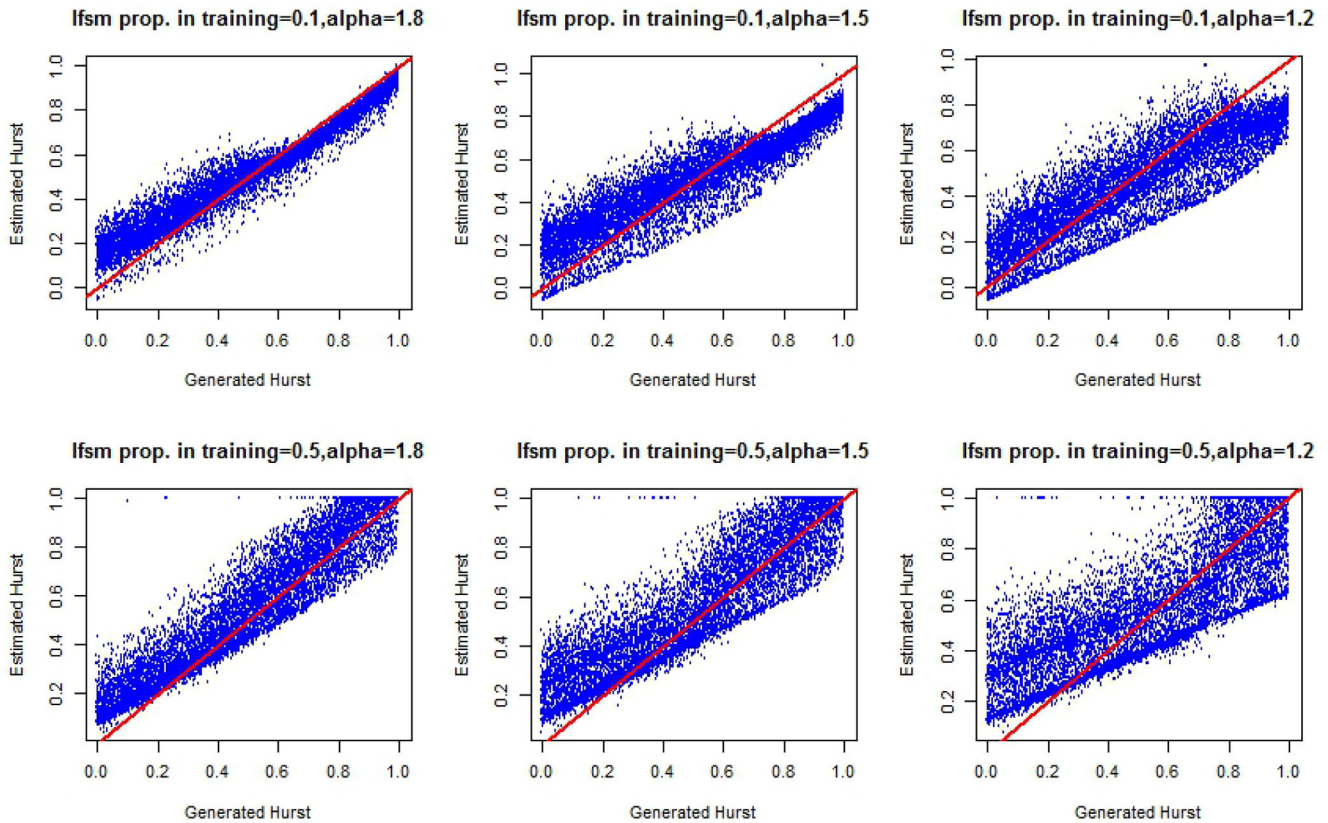 lfsm prop. in training=0.1,alpha=1.8
Estimated Hurst
1.0
0.8
0.6
0.4
0.2
0.0
0.0 0.2 0.4 0.6 0.8 1.0
Generated Hurst
lfsm prop. in training=0.1,alpha=1.5
Estimated Hurst
1.0
0.8
0.6
0.4
0.2
0.0
0.0 0.2 0.4 0.6 0.8 1.0
Generated Hurst
lfsm prop. in training=0.1,alpha=1.2
Estimated Hurst
1.0
0.8
0.6
0.4
0.2
0.0
0.0 0.2 0.4 0.6 0.8 1.0
Generated Hurst
lfsm prop. in training=0.5,alpha=1.8
Estimated Hurst
1.0
0.8
0.6
0.4
0.2
0.0 0.2 0.4 0.6 0.8 1.0
Generated Hurst
lfsm prop. in training=0.5,alpha=1.5
Estimated Hurst
1.0
0.8
0.6
0.4
0.2
0.0 0.2 0.4 0.6 0.8 1.0
Generated Hurst
lfsm prop. in training=0.5,alpha=1.2
Estimated Hurst
1.0
0.8
0.6
0.4
0.2
0.0 0.2 0.4 0.6 0.8 1.0
Generated Hurst